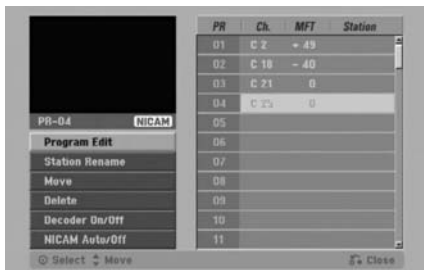 PR Ch. MFT Station
01 C 2 + 49
02 C 18 - 40
03 C 21 0
04 C 25 0
05
06
07
08
09
10
11
PR-04 NICAM
Program Edit
Station Rename
Move
Delete
Decoder On/Off
NICAM Auto/Off
Select Move
Close